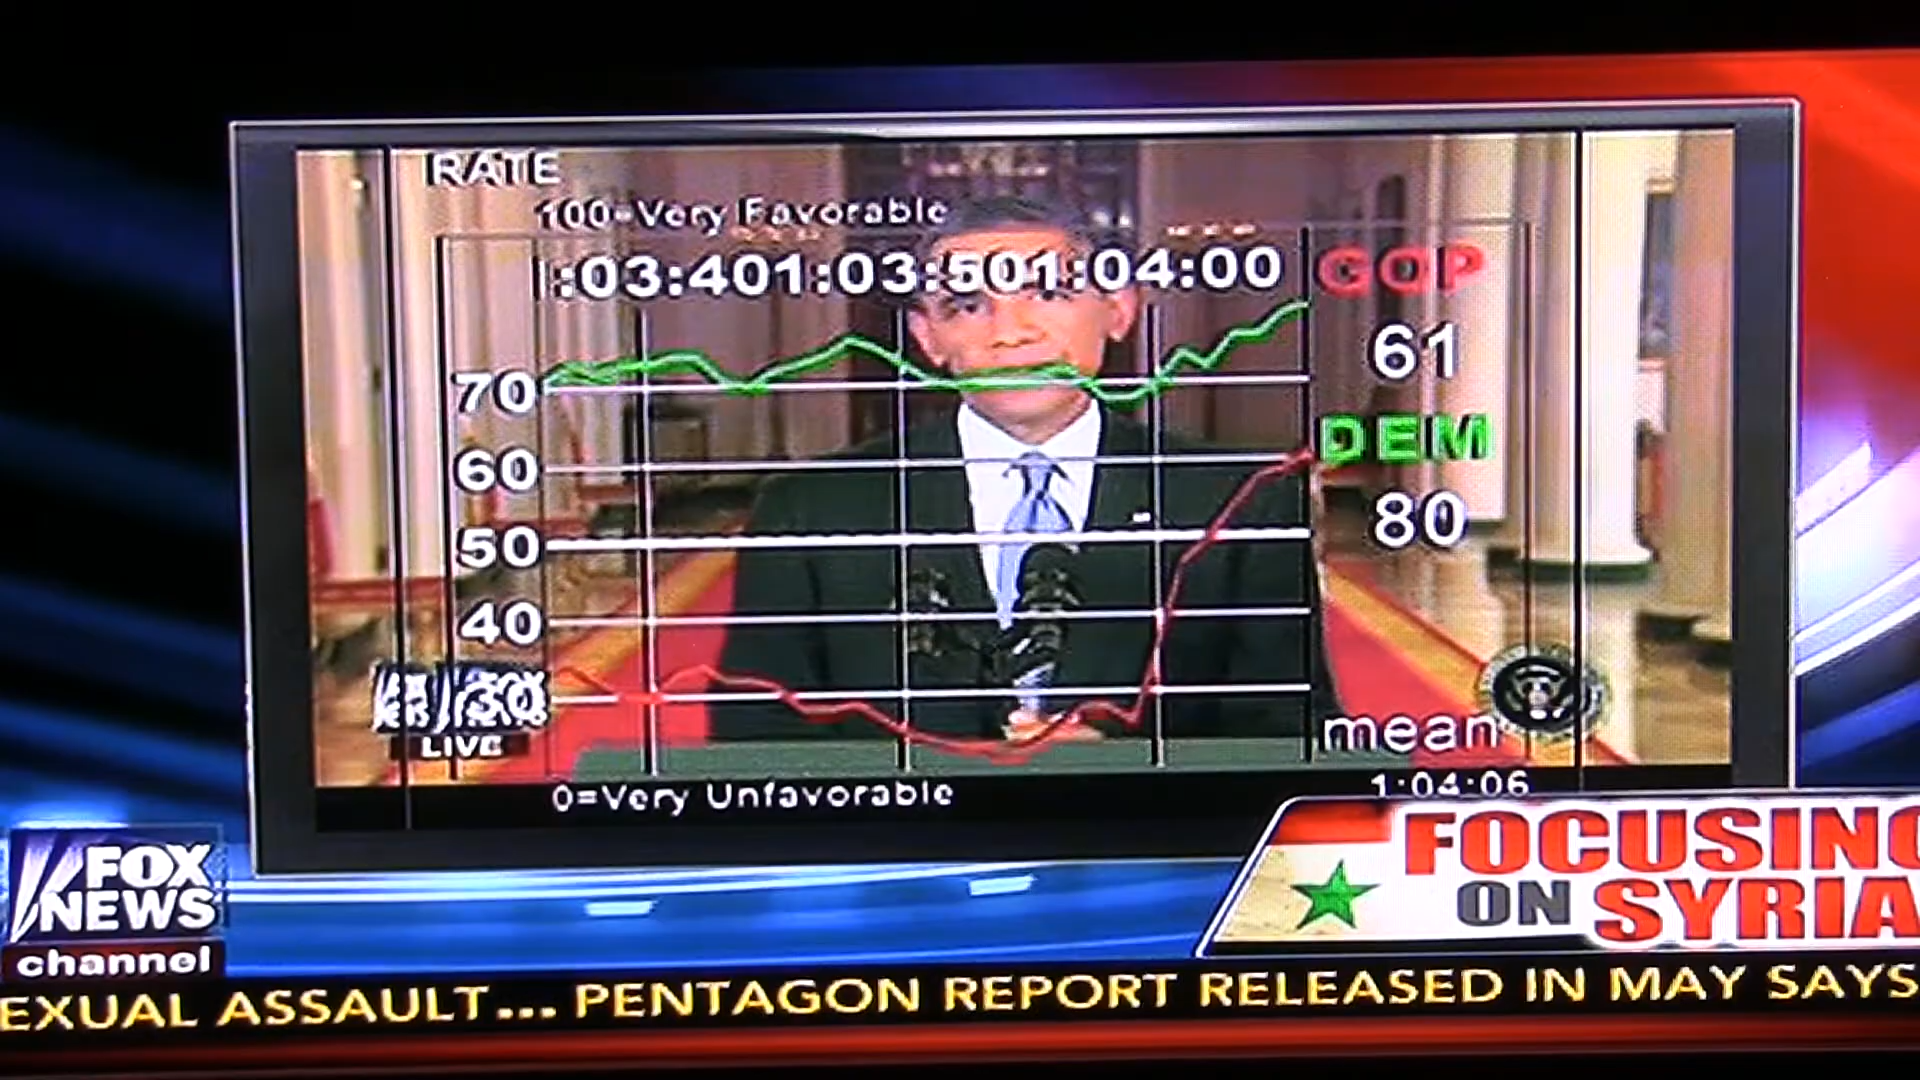 RATE
100=Very Favorable
:03:401:03:501:04:00
GOP
61
70
DEM
60
80
50
40
30
LIVE
mean
0=Very Unfavorable
1:04:06
FOCUSING
ON SYRIA
FOX
NEWS
channel
EXUAL ASSAULT... PENTAGON REPORT RELEASED IN MAY SAYS